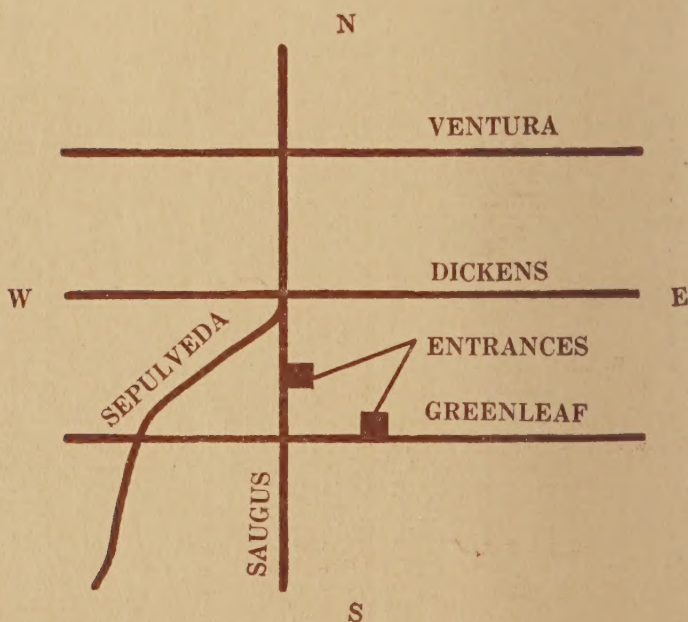 N
VENTURA
W
DICKENS
E
SEPULVEDA
ENTRANCES
GREENLEAF
SAUGUS
S